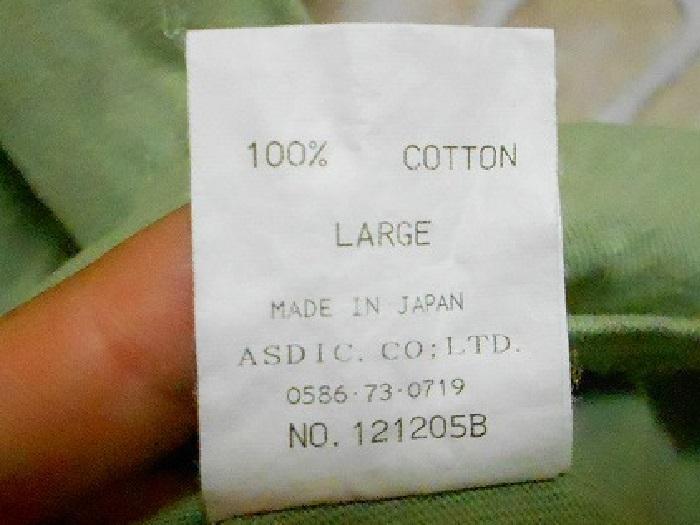 100% COTTON
LARGE
MADE IN JAPAN
ASDIC. CO;LTD.
0586-73-0719
NO. 121205B